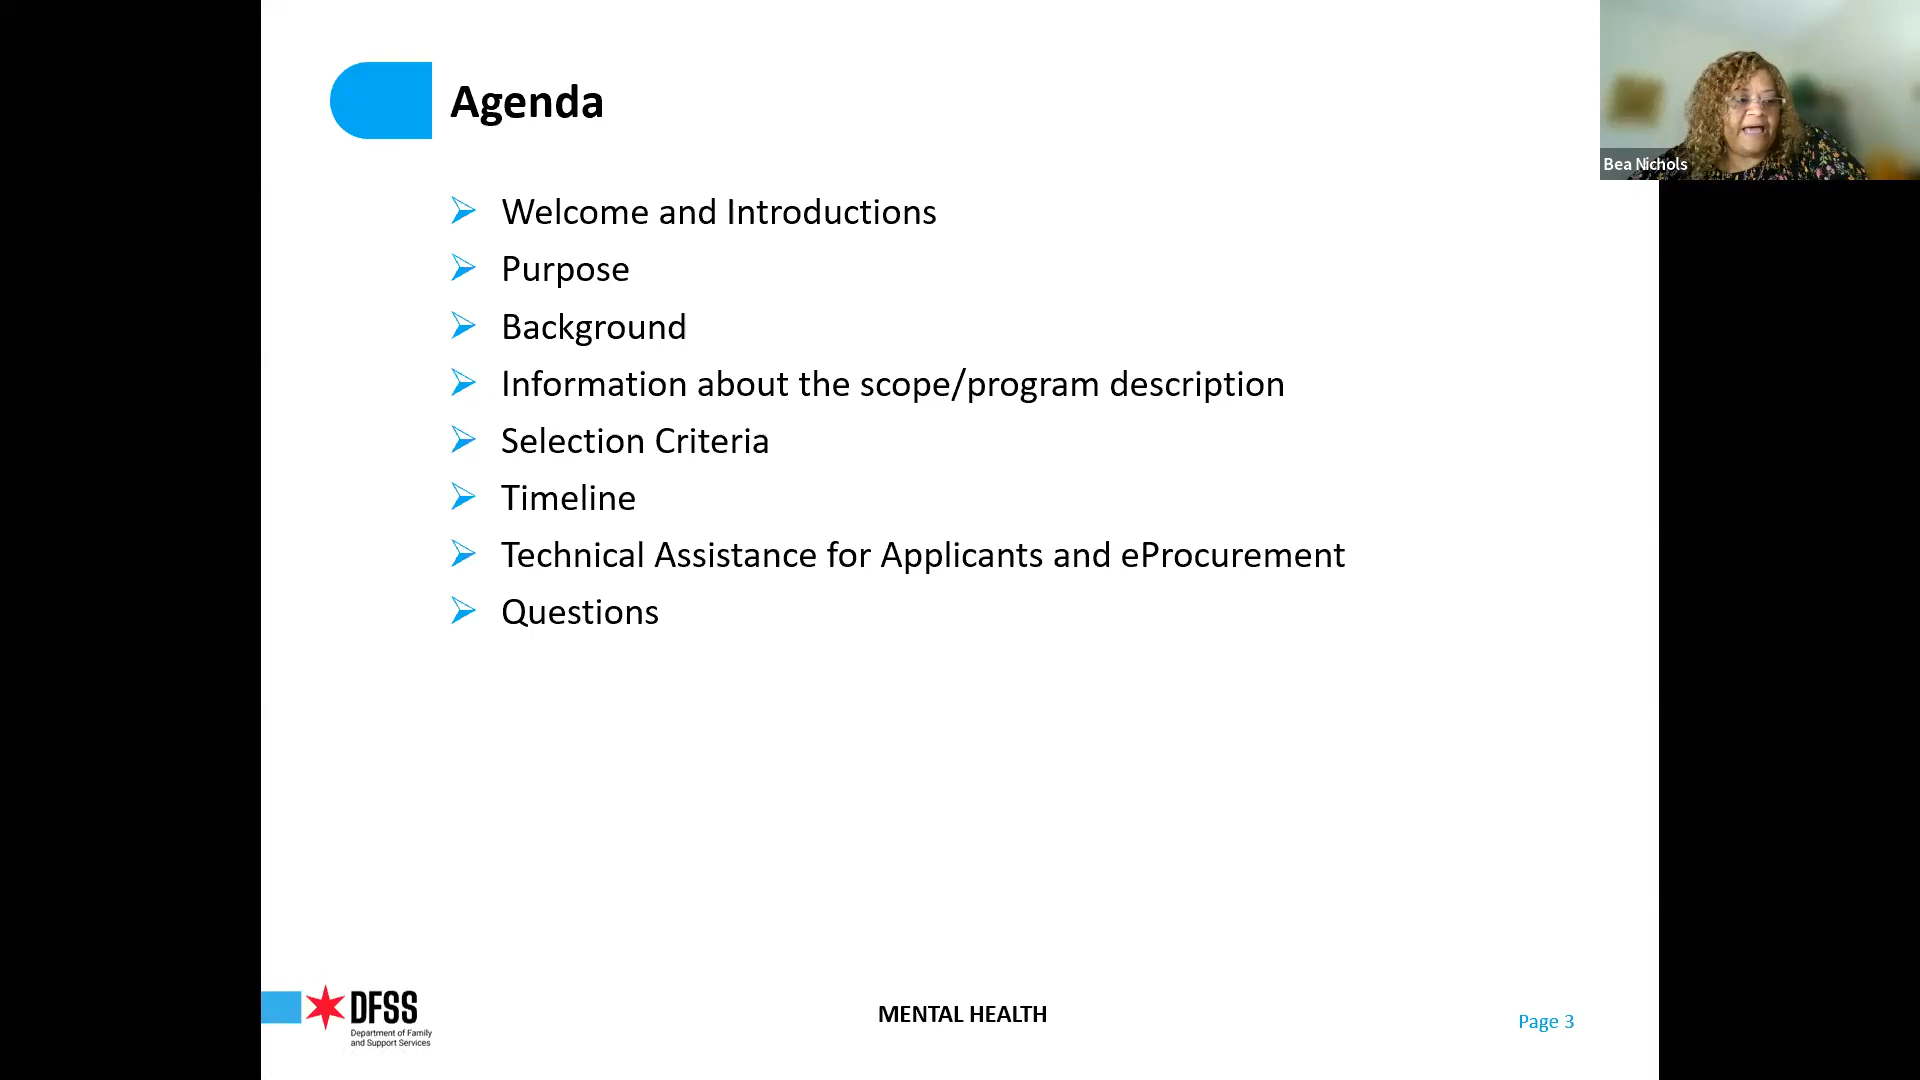 Agenda
Bea Nichols
Welcome and Introductions
Purpose
Background
Information about the scope/program description
Selection Criteria
Timeline
Technical Assistance for Applicants and eProcurement
Questions
DFSS
Department of Family
and Support Services
MENTAL HEALTH
Page 3